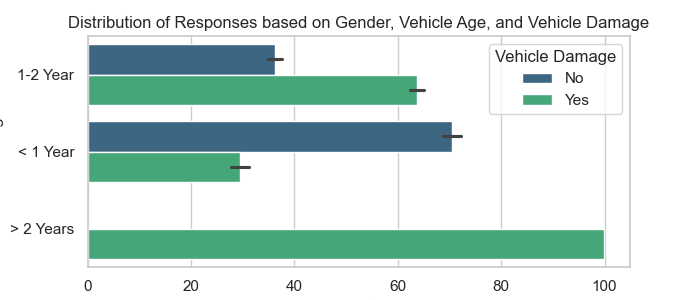 Distribution of Responses based on Gender, Vehicle Age, and Vehicle Damage
1-2 Year
< 1 Year
> 2 Years
Vehicle Damage
No
Yes
0 20 40 60 80 100